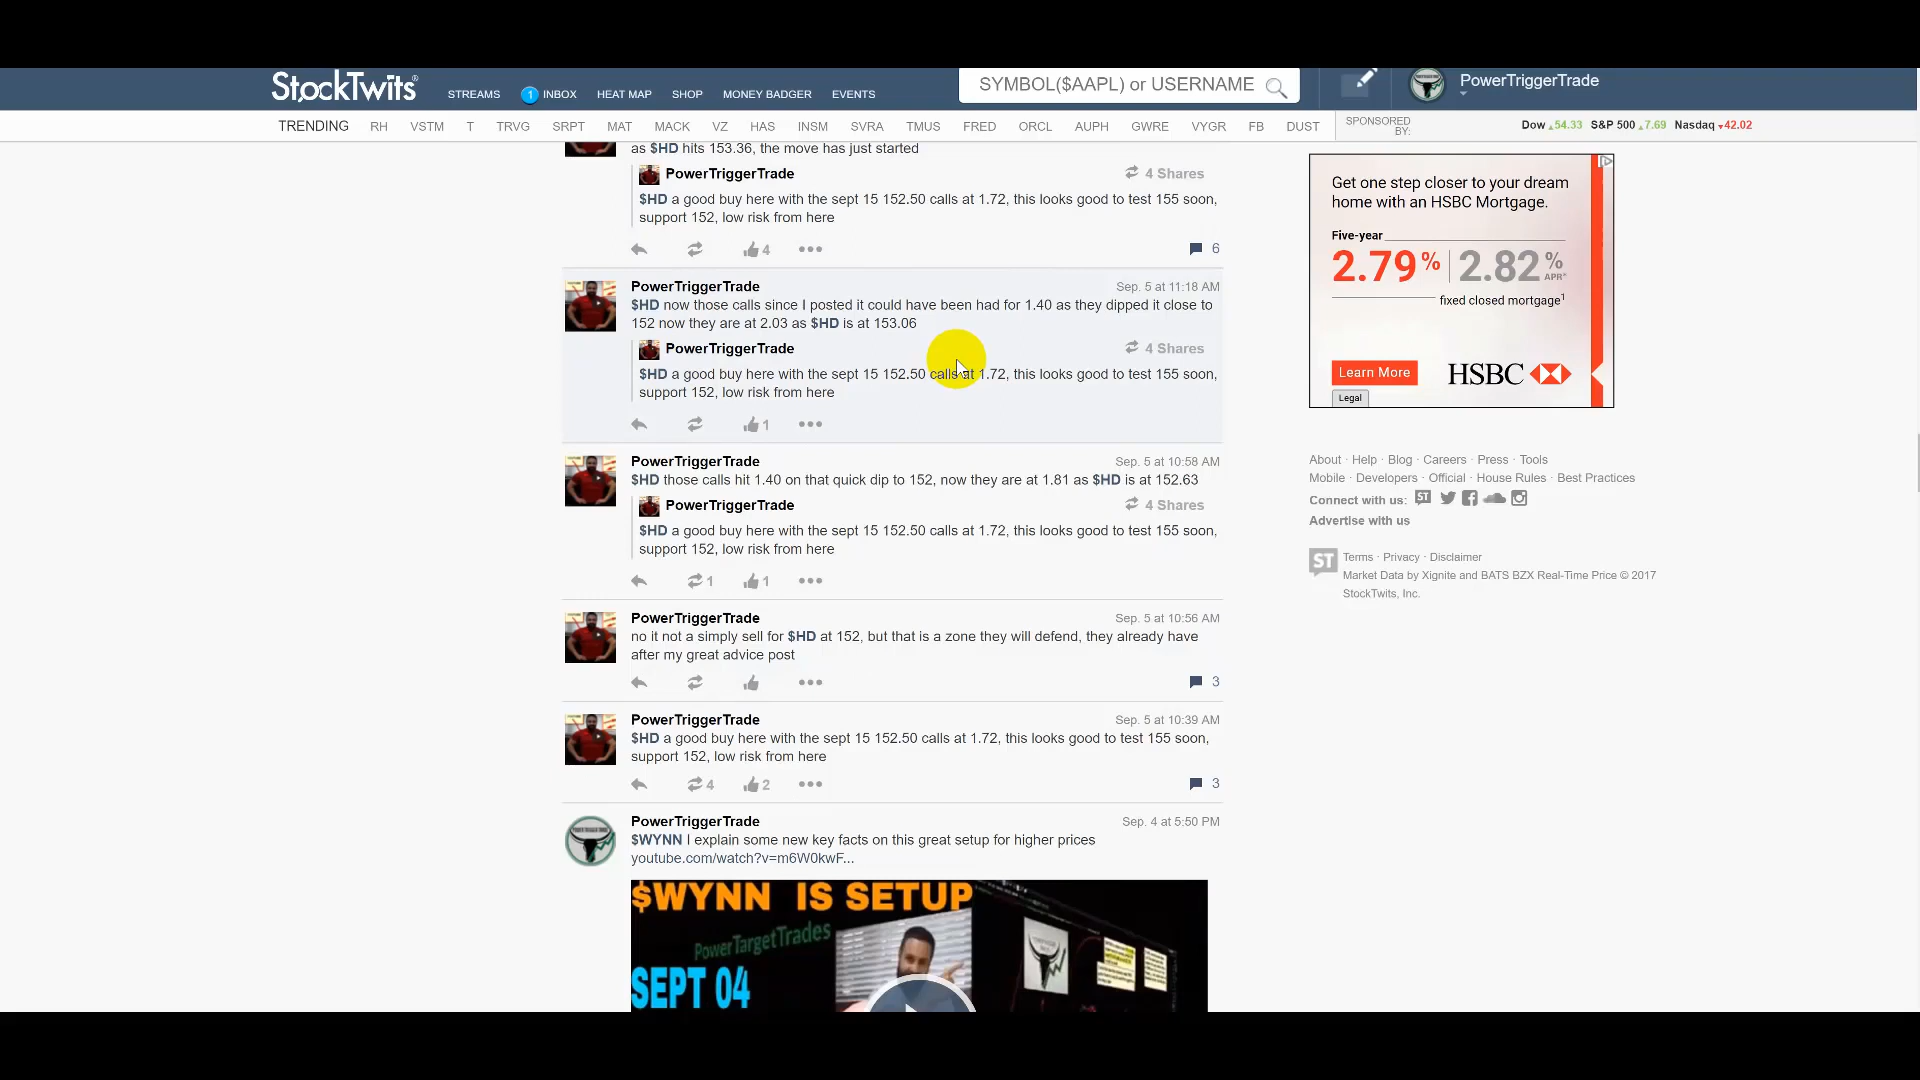 StockTwits®
STREAMS 1 INBOX HEAT MAP SHOP MONEY BADGER EVENTS
SYMBOL($AAPL) or USERNAME
PowerTriggerTrade
TRENDING RH VSTM T TRVG SRPT MAT MACK VZ HAS INSM SVRA TMUS FRED ORCL AUPH GWRE VYGR FB DUST
SPONSORED BY:
Dow 54.33 S&P 500 7.69 Nasdaq 42.02
as $HD hits 153.36, the move has just started
PowerTriggerTrade 4 Shares
$HD a good buy here with the sept 15 152.50 calls at 1.72, this looks good to test 155 soon,
support 152, low risk from here
4 6
PowerTriggerTrade Sep. 5 at 11:18 AM
$HD now those calls since I posted it could have been had for 1.40 as they dipped it close to
152 now they are at 2.03 as $HD is at 153.06
PowerTriggerTrade 4 Shares
$HD a good buy here with the sept 15 152.50 calls at 1.72, this looks good to test 155 soon,
support 152, low risk from here
1
PowerTriggerTrade Sep. 5 at 10:58 AM
$HD those calls hit 1.40 on that quick dip to 152, now they are at 1.81 as $HD is at 152.63
PowerTriggerTrade 4 Shares
$HD a good buy here with the sept 15 152.50 calls at 1.72, this looks good to test 155 soon,
support 152, low risk from here
1 1
PowerTriggerTrade Sep. 5 at 10:56 AM
no it not a simply sell for $HD at 152, but that is a zone they will defend, they already have
after my great advice post
3
PowerTriggerTrade Sep. 5 at 10:39 AM
$HD a good buy here with the sept 15 152.50 calls at 1.72, this looks good to test 155 soon,
support 152, low risk from here
4 2 3
PowerTriggerTrade Sep. 4 at 5:50 PM
$WYNN I explain some new key facts on this great setup for higher prices
youtube.com/watch?v=m6W0kwF...
$WYNN IS SETUP
PowerTargetTrades
SEPT 04
Get one step closer to your dream
home with an HSBC Mortgage.
Five-year
2.79% 2.82% APR*
fixed closed mortgage1
Learn More HSBC
Legal
About · Help · Blog · Careers · Press · Tools
Mobile · Developers · Official · House Rules · Best Practices
Connect with us: ST
Advertise with us
ST Terms · Privacy · Disclaimer
Market Data by Xignite and BATS BZX Real-Time Price © 2017
StockTwits, Inc.